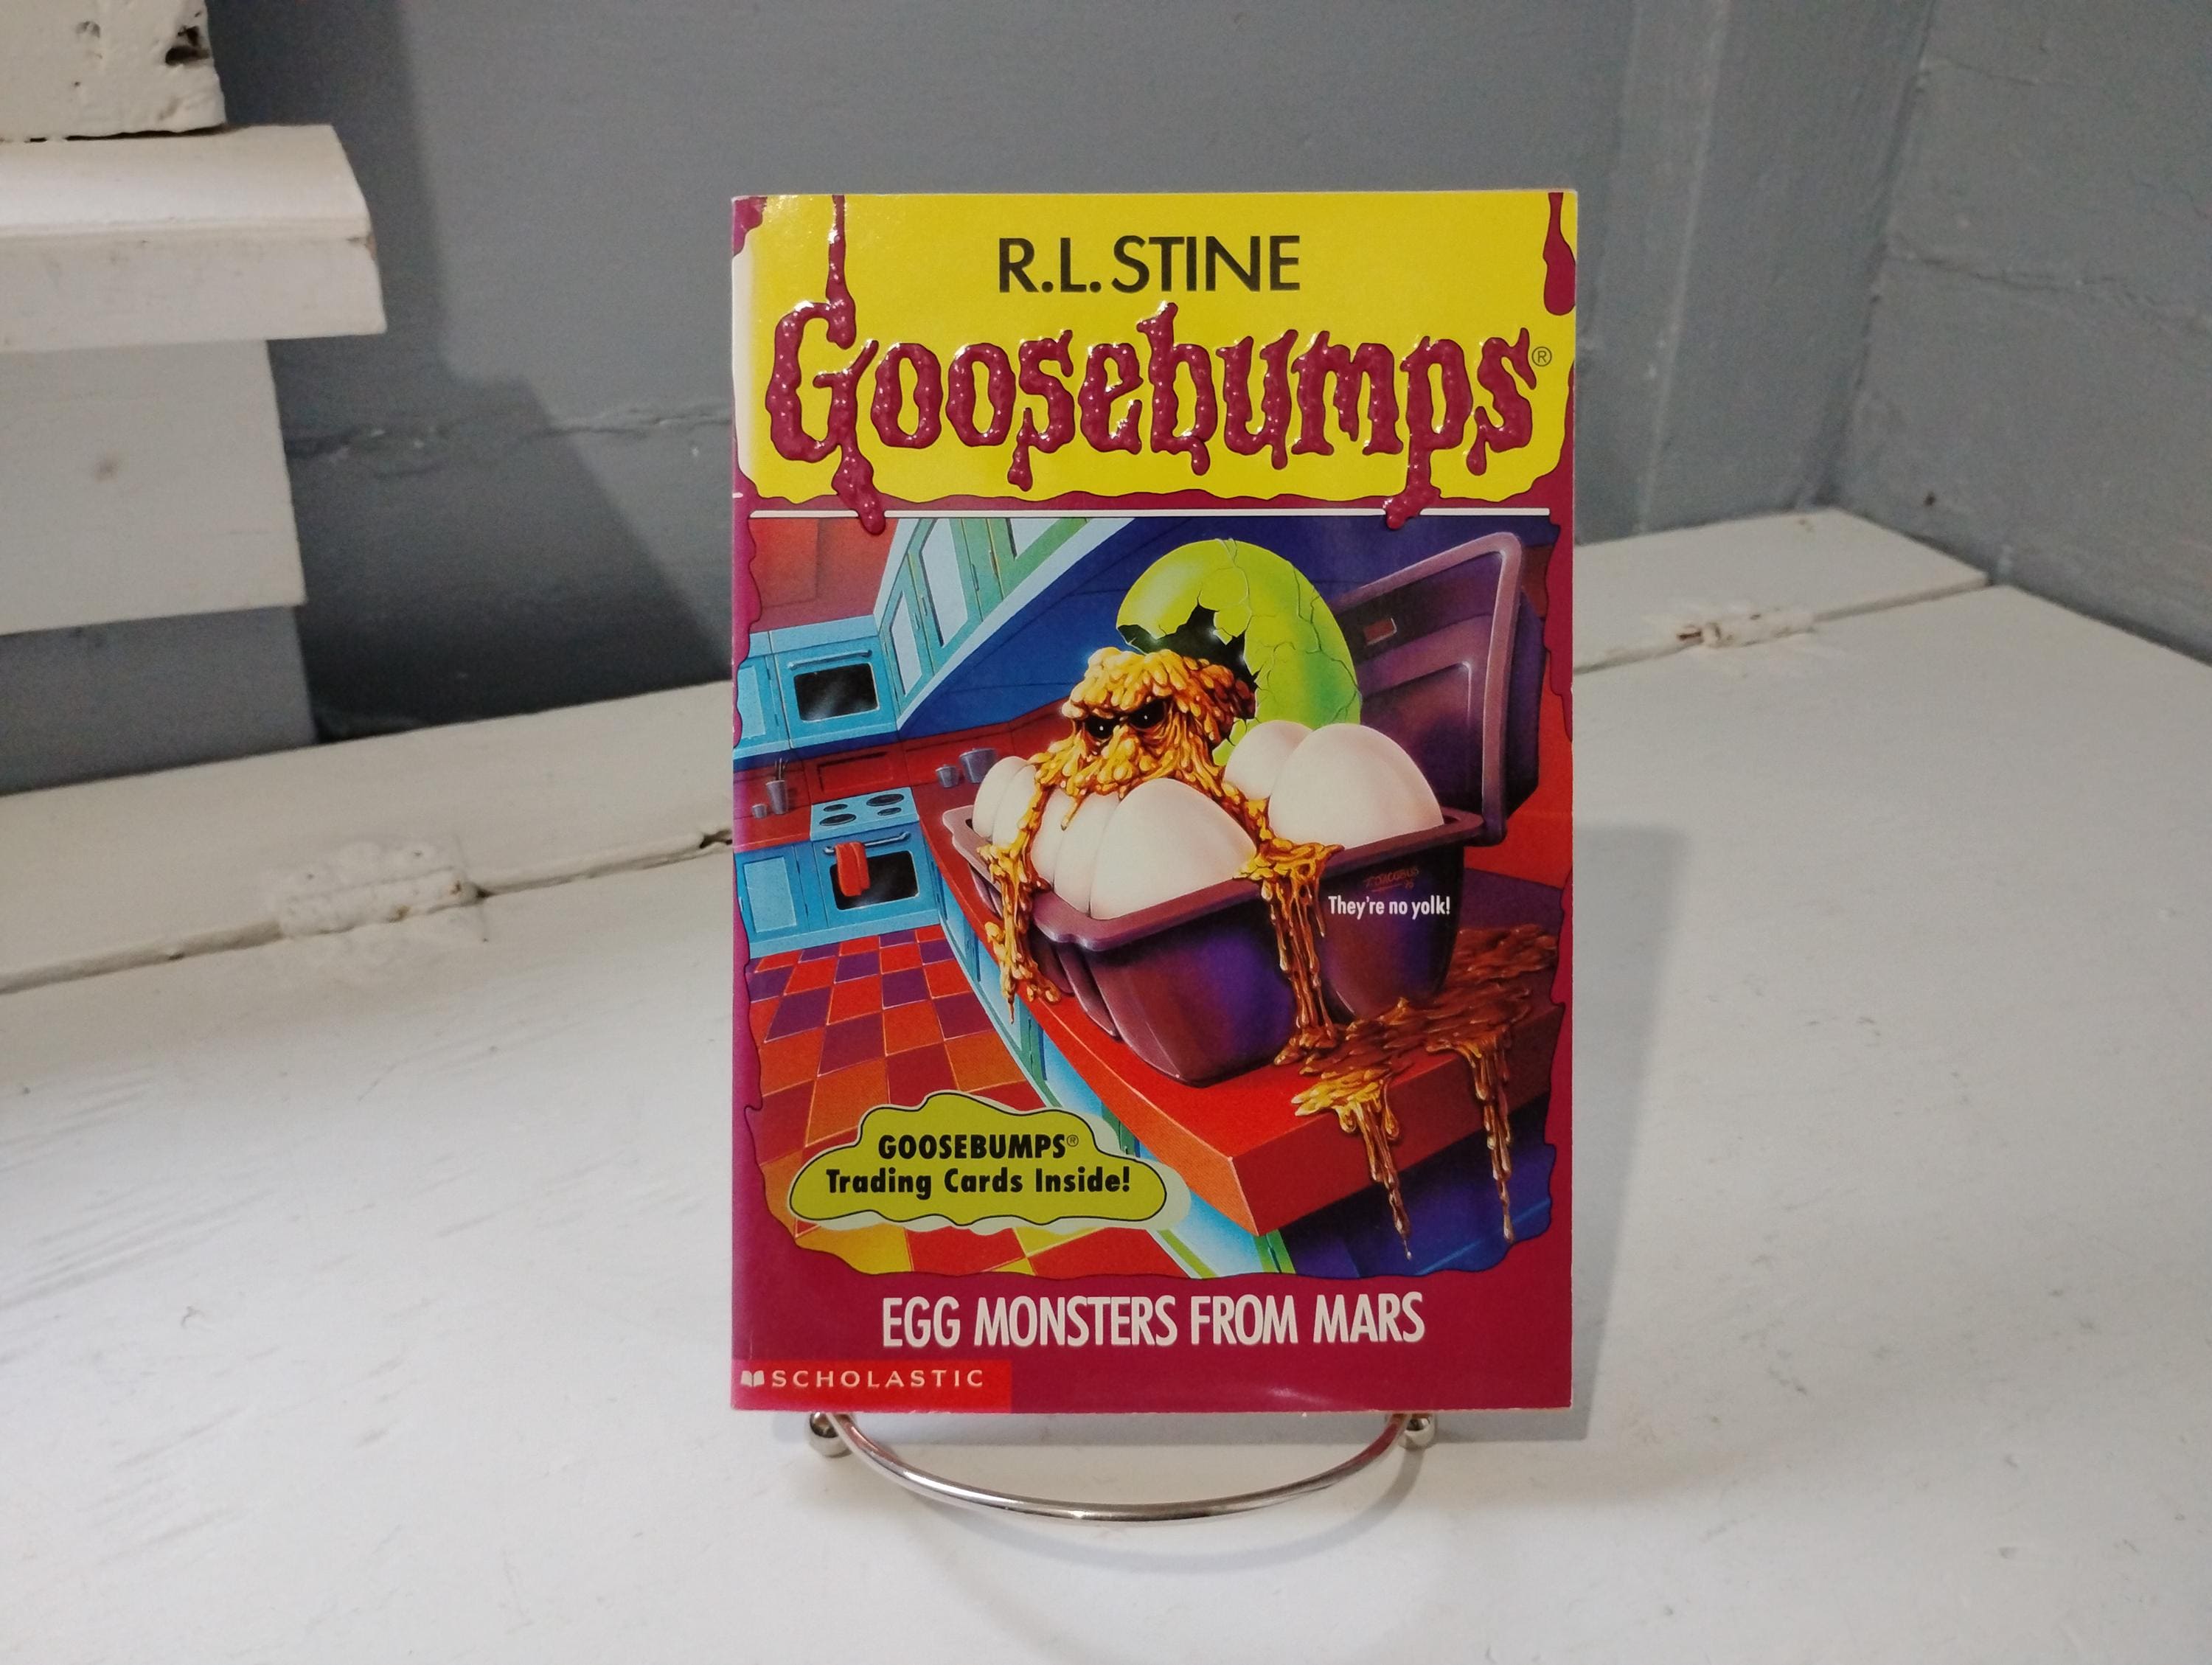 R.L. STINE
Goosebumps®
They're no yolk!
GOOSEBUMPS®
Trading Cards Inside!
EGG MONSTERS FROM MARS
SCHOLASTIC